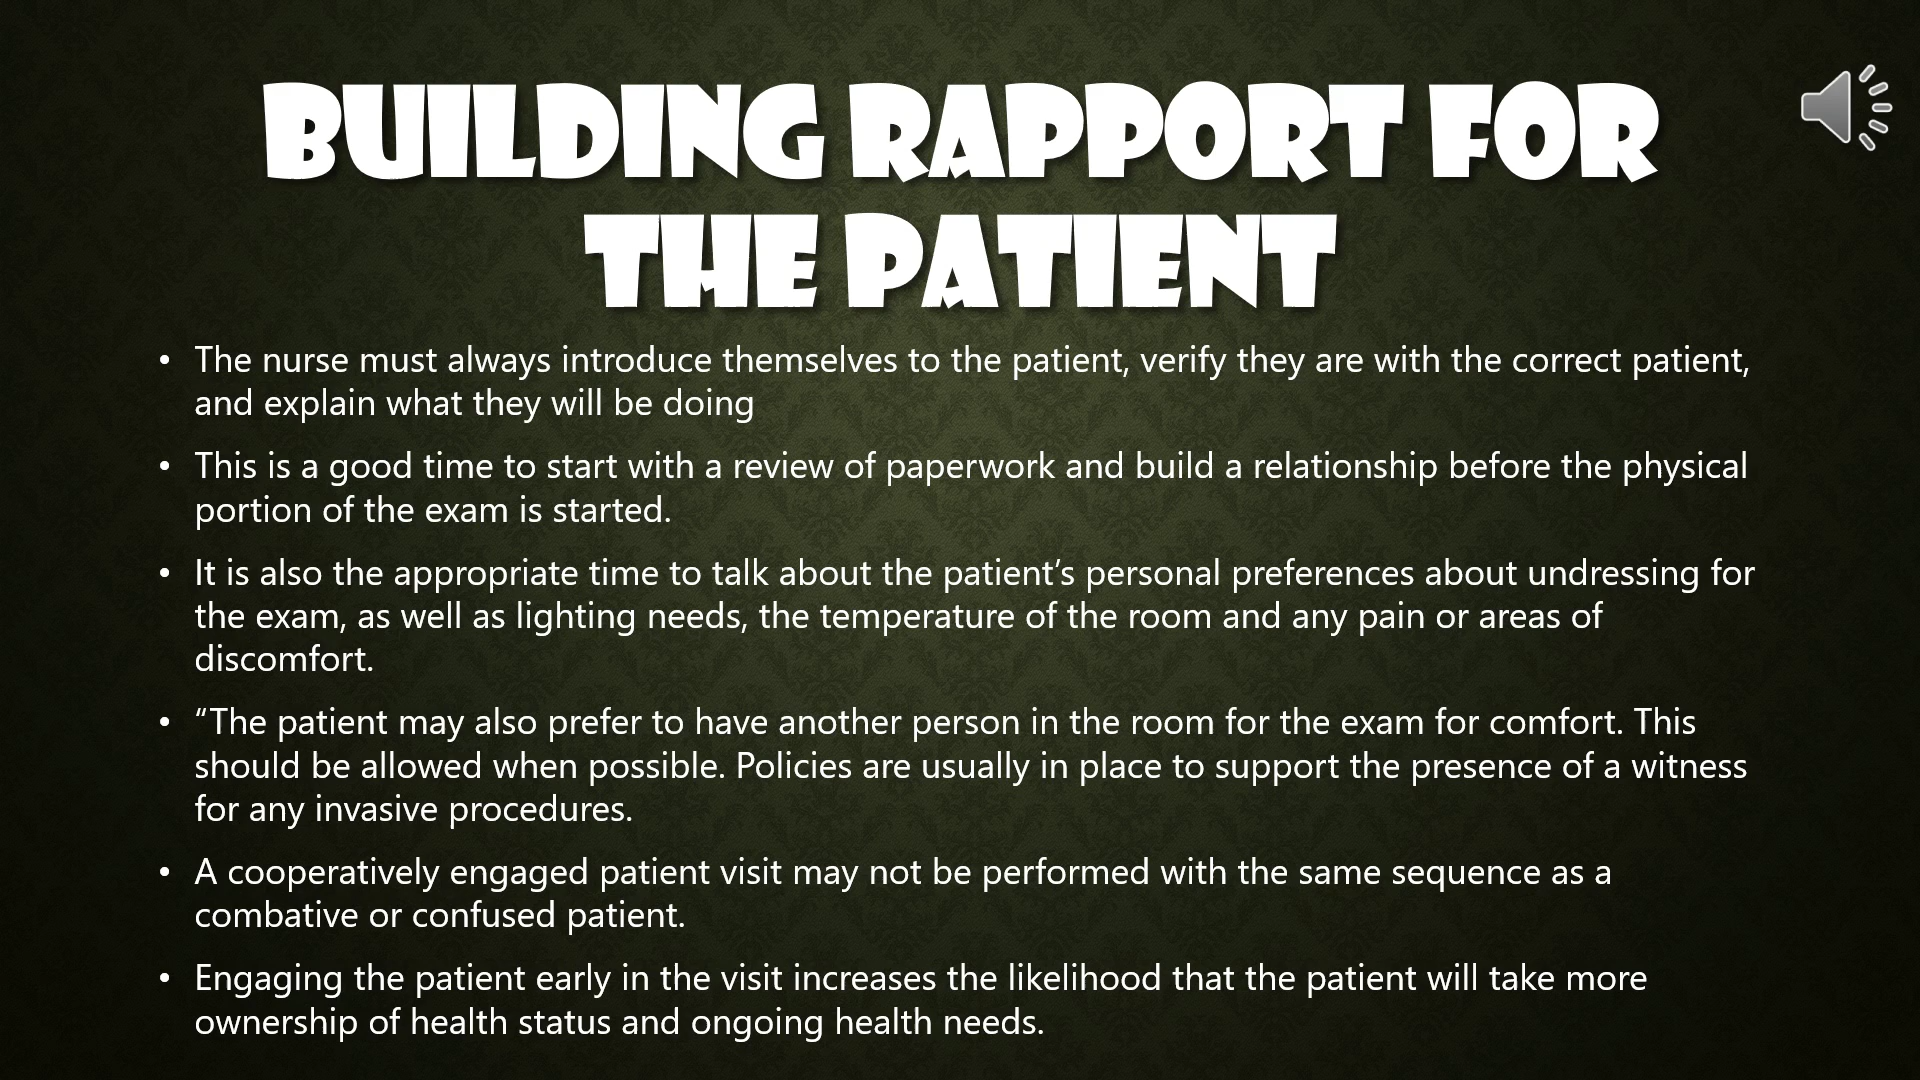 BUILDING RAPPORT FOR
THE PATIENT
• The nurse must always introduce themselves to the patient, verify they are with the correct patient,
and explain what they will be doing
• This is a good time to start with a review of paperwork and build a relationship before the physical
portion of the exam is started.
• It is also the appropriate time to talk about the patient’s personal preferences about undressing for
the exam, as well as lighting needs, the temperature of the room and any pain or areas of
discomfort.
• “The patient may also prefer to have another person in the room for the exam for comfort. This
should be allowed when possible. Policies are usually in place to support the presence of a witness
for any invasive procedures.
• A cooperatively engaged patient visit may not be performed with the same sequence as a
combative or confused patient.
• Engaging the patient early in the visit increases the likelihood that the patient will take more
ownership of health status and ongoing health needs.